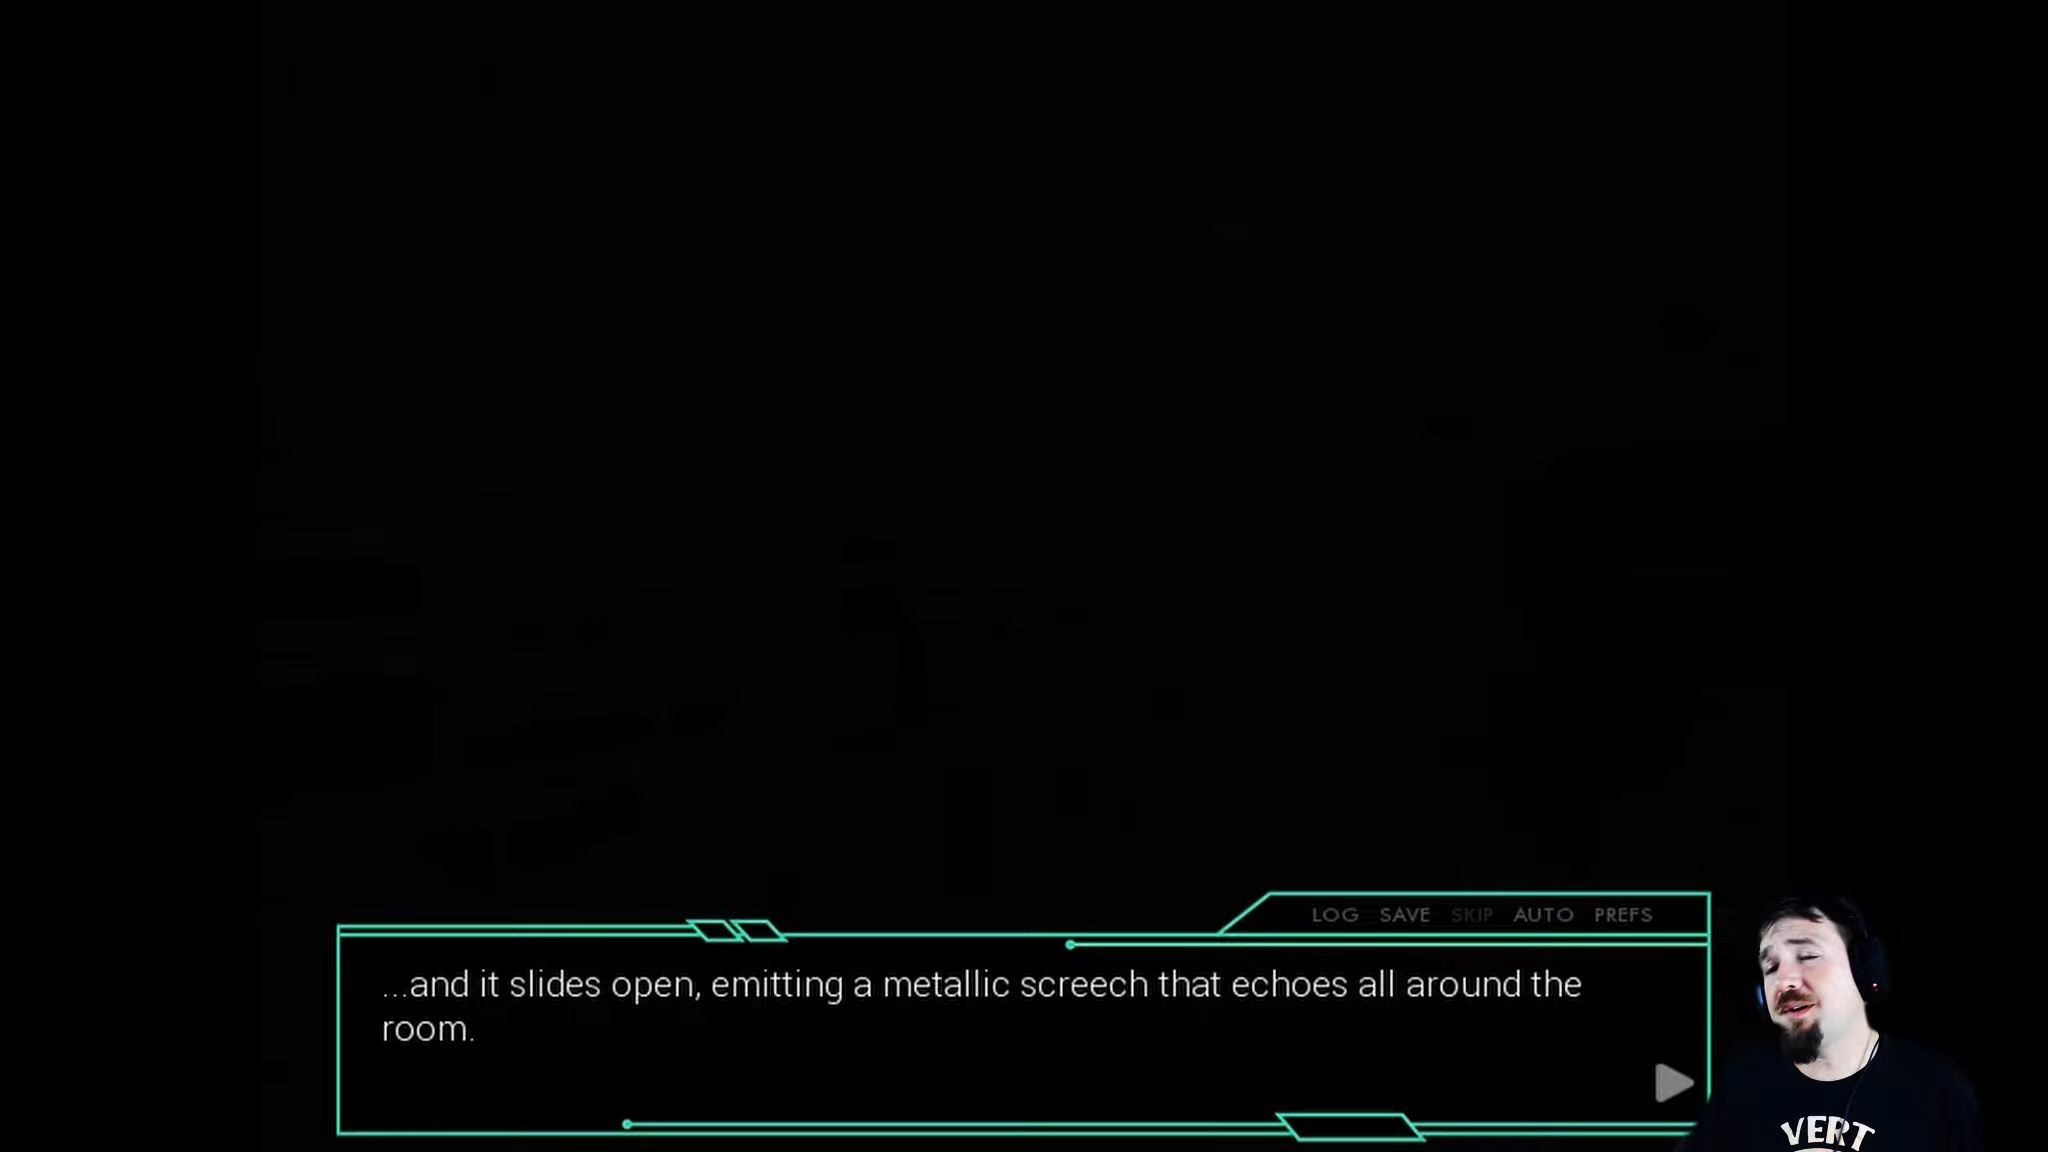 LOG SAVE SKIP AUTO PREFS
...and it slides open, emitting a metallic screech that echoes all around the
room.
VERT